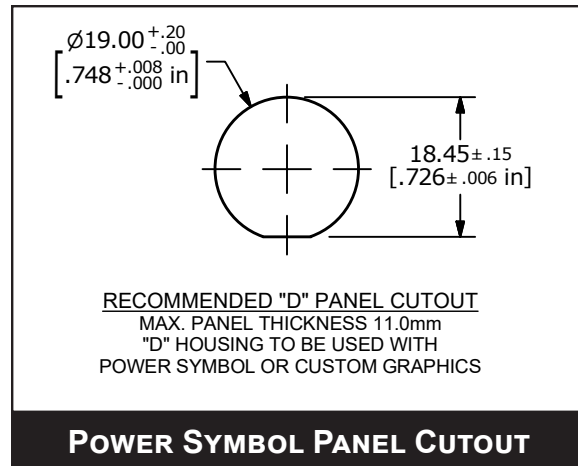 Ø19.00 +.20 -.00
[.748 +.008 -.000 in]
18.45± .15
[.726± .006 in]
RECOMMENDED "D" PANEL CUTOUT
MAX. PANEL THICKNESS 11.0mm
"D" HOUSING TO BE USED WITH
POWER SYMBOL OR CUSTOM GRAPHICS
POWER SYMBOL PANEL CUTOUT